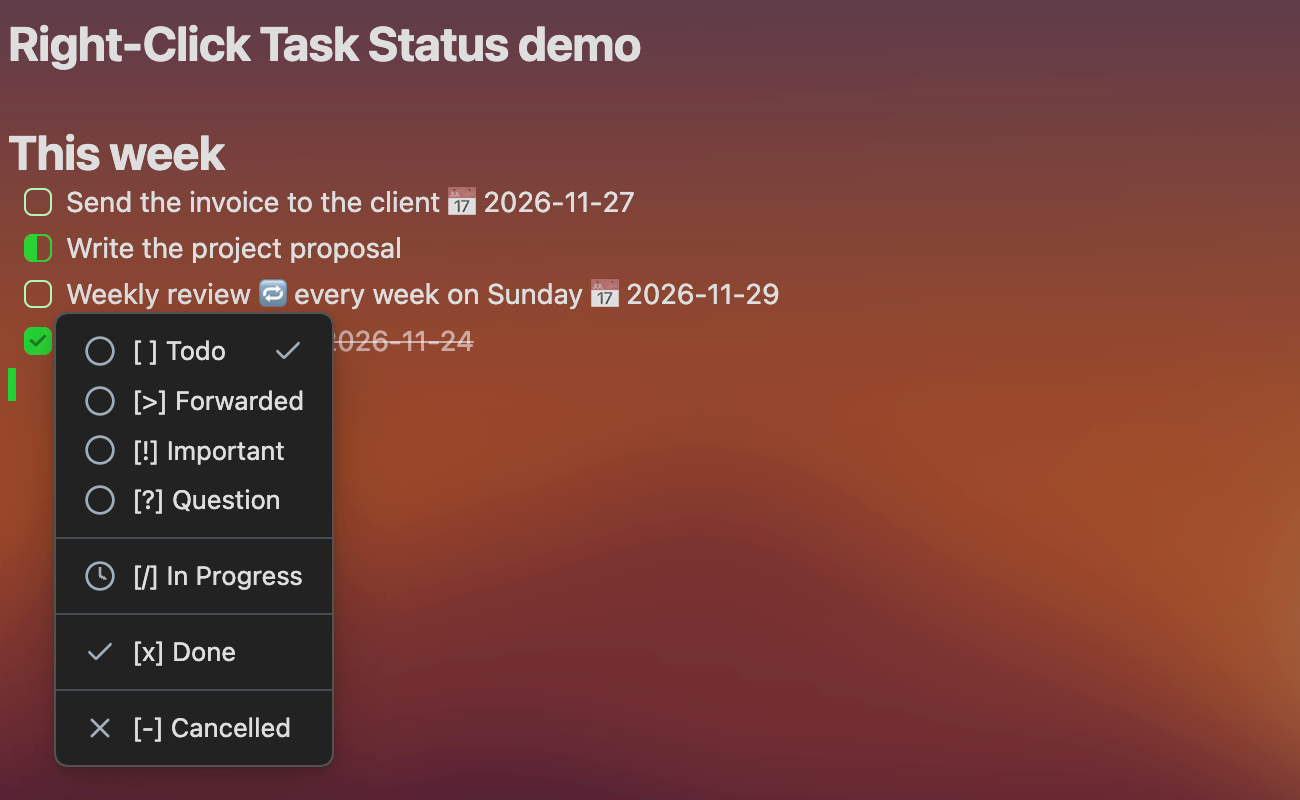 Right-Click Task Status demo
This week
Send the invoice to the client 📅 2026-11-27
Write the project proposal
Weekly review 🔁 every week on Sunday 📅 2026-11-29
2026-11-24
[ ] Todo
[>] Forwarded
[!] Important
[?] Question
[/] In Progress
[x] Done
[-] Cancelled